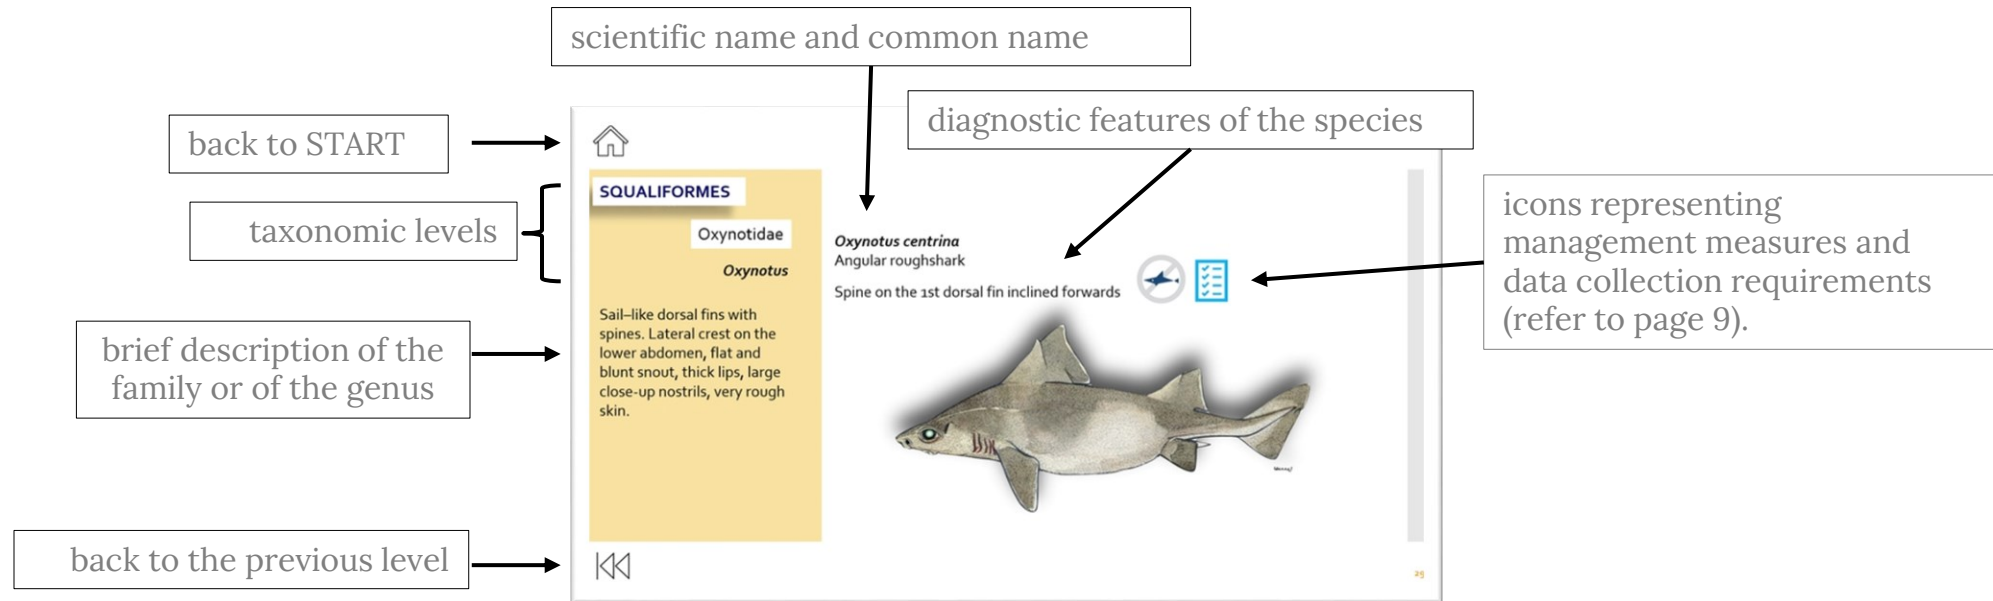 scientific name and common name
back to START
diagnostic features of the species
taxonomic levels
icons representing
management measures and
data collection requirements
(refer to page 9).
SQUALIFORMES
Oxynotidae
Oxynotus
Oxynotus centrina
Angular roughshark
Spine on the 1st dorsal fin inclined forwards
brief description of the
family or of the genus
Sail–like dorsal fins with
spines. Lateral crest on the
lower abdomen, flat and
blunt snout, thick lips, large
close-up nostrils, very rough
skin.
back to the previous level
25